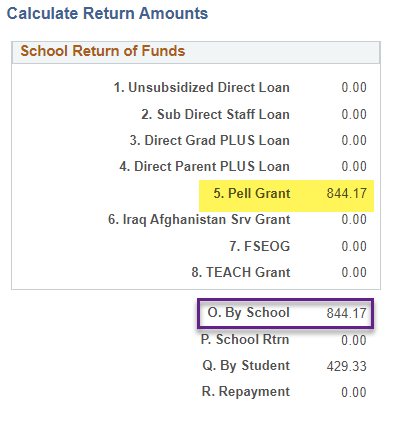 Calculate Return Amounts
School Return of Funds
1. Unsubsidized Direct Loan 0.00
2. Sub Direct Staff Loan 0.00
3. Direct Grad PLUS Loan 0.00
4. Direct Parent PLUS Loan 0.00
5. Pell Grant 844.17
6. Iraq Afghanistan Srv Grant 0.00
7. FSEOG 0.00
8. TEACH Grant 0.00
O. By School 844.17
P. School Rtrn 0.00
Q. By Student 429.33
R. Repayment 0.00